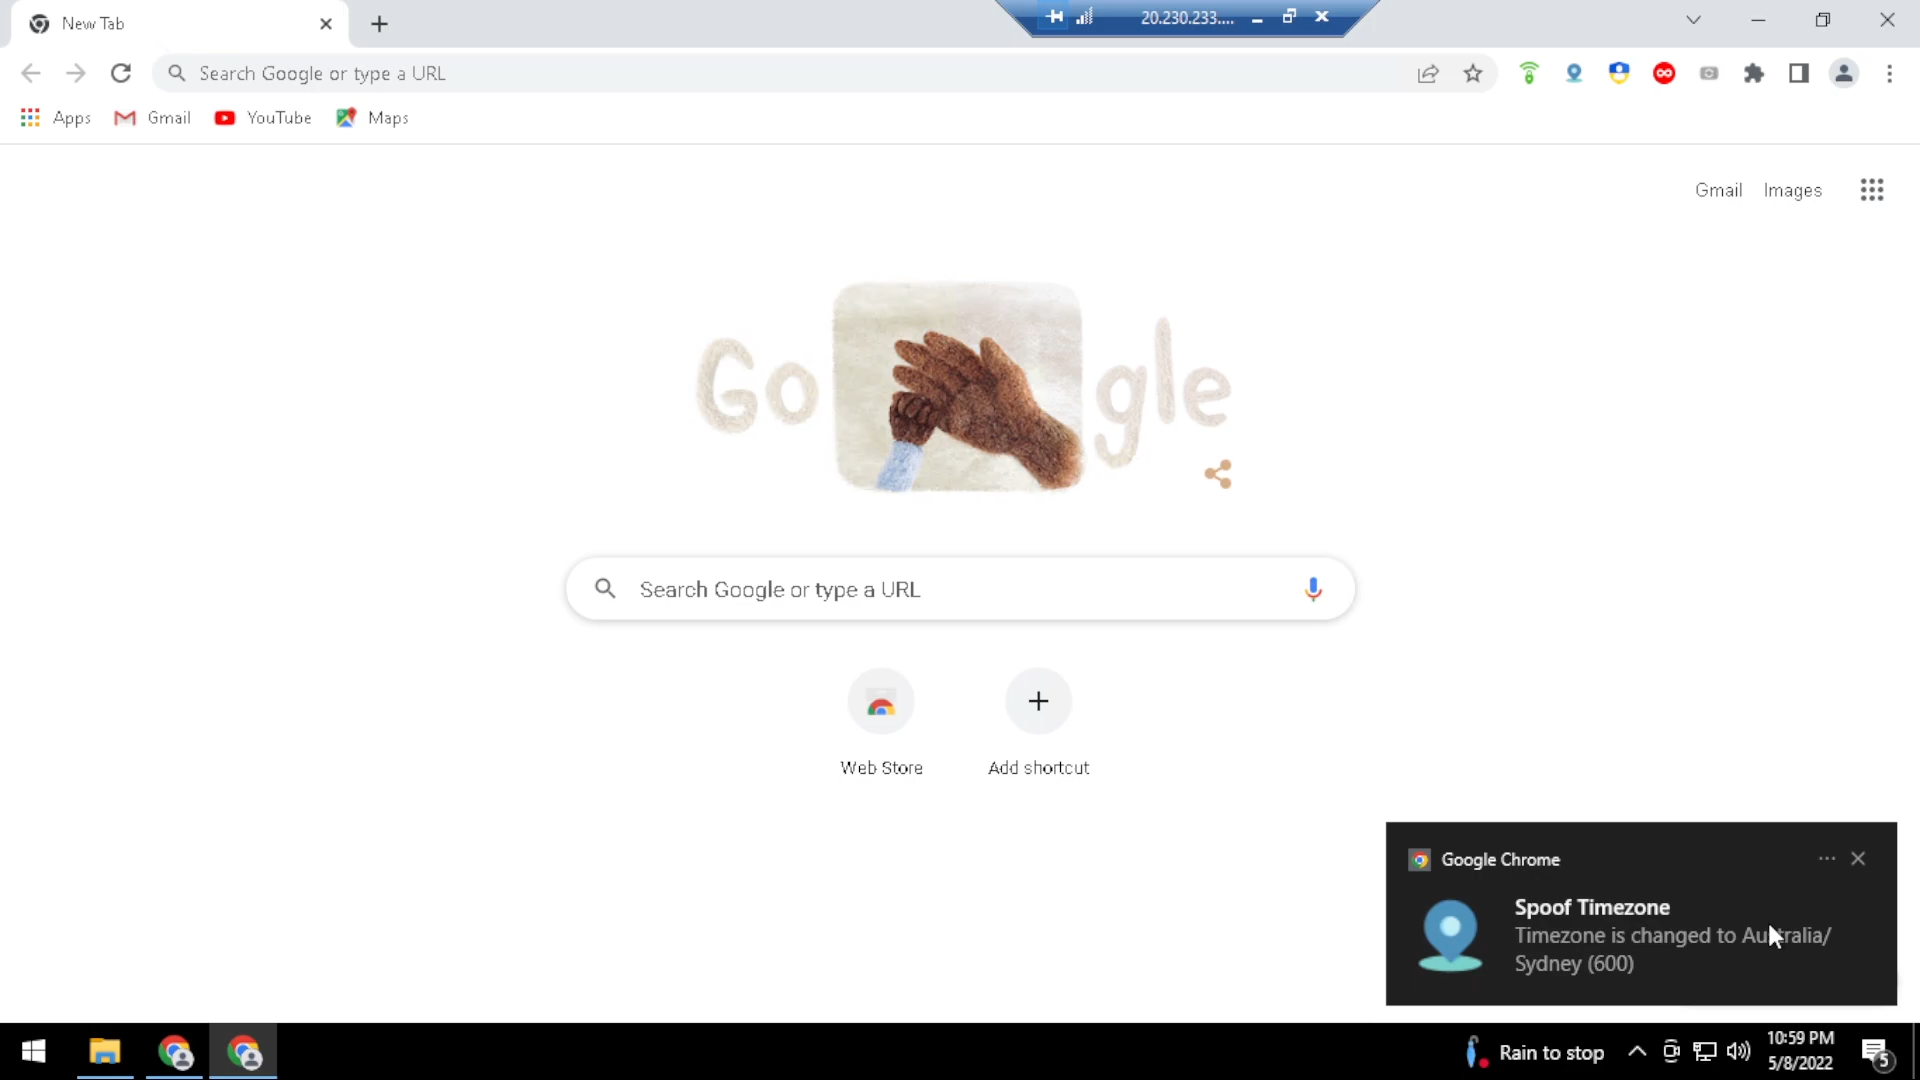 New Tab
20.230.233....
Search Google or type a URL
Apps
Gmail
YouTube
Maps
Gmail
Images
Google
Search Google or type a URL
Web Store
Add shortcut
Google Chrome
Spoof Timezone
Timezone is changed to Australia/
Sydney (600)
Rain to stop
10:59 PM
5/8/2022
5